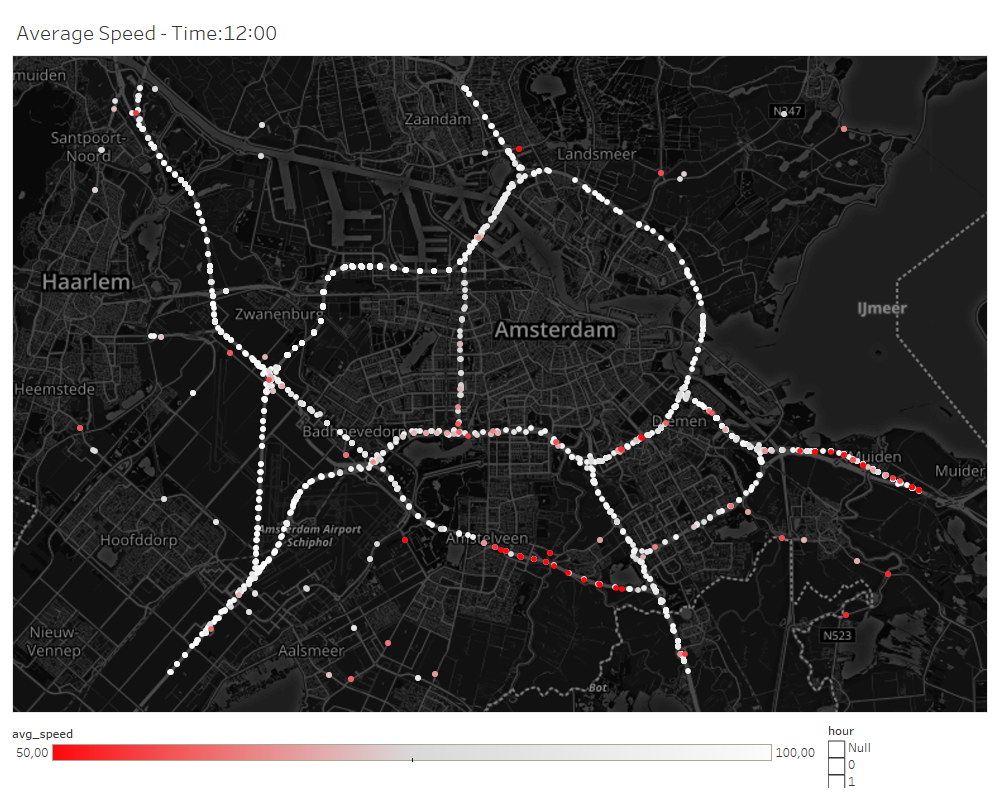 Average Speed - Time:12:00
muiden
Zaandam
N247
Santpoort-
Noord
Landsmeer
Haarlem
Zwanenburg
IJmeer
Amsterdam
Heemstede
Badhoevedorp
Diemen
Muiden
Muider
Amsterdam Airport
Schiphol
Hoofddorp
Amstelveen
Nieuw-
Vennep
Aalsmeer
N523
Bot
avg_speed
50,00
100,00
hour
Null
0
1